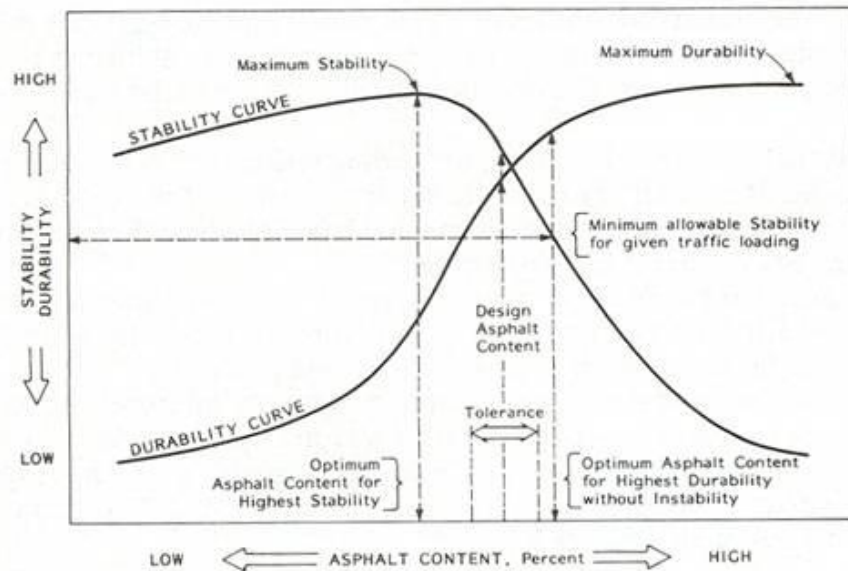 HIGH
STABILITY
DURABILITY
LOW
Maximum Stability
Maximum Durability
STABILITY CURVE
Minimum allowable Stability
for given traffic loading
Design
Asphalt
Content
Tolerance
DURABILITY CURVE
Optimum
Asphalt Content for
Highest Stability
Optimum Asphalt Content
for Highest Durability
without Instability
LOW
ASPHALT CONTENT, Percent
HIGH